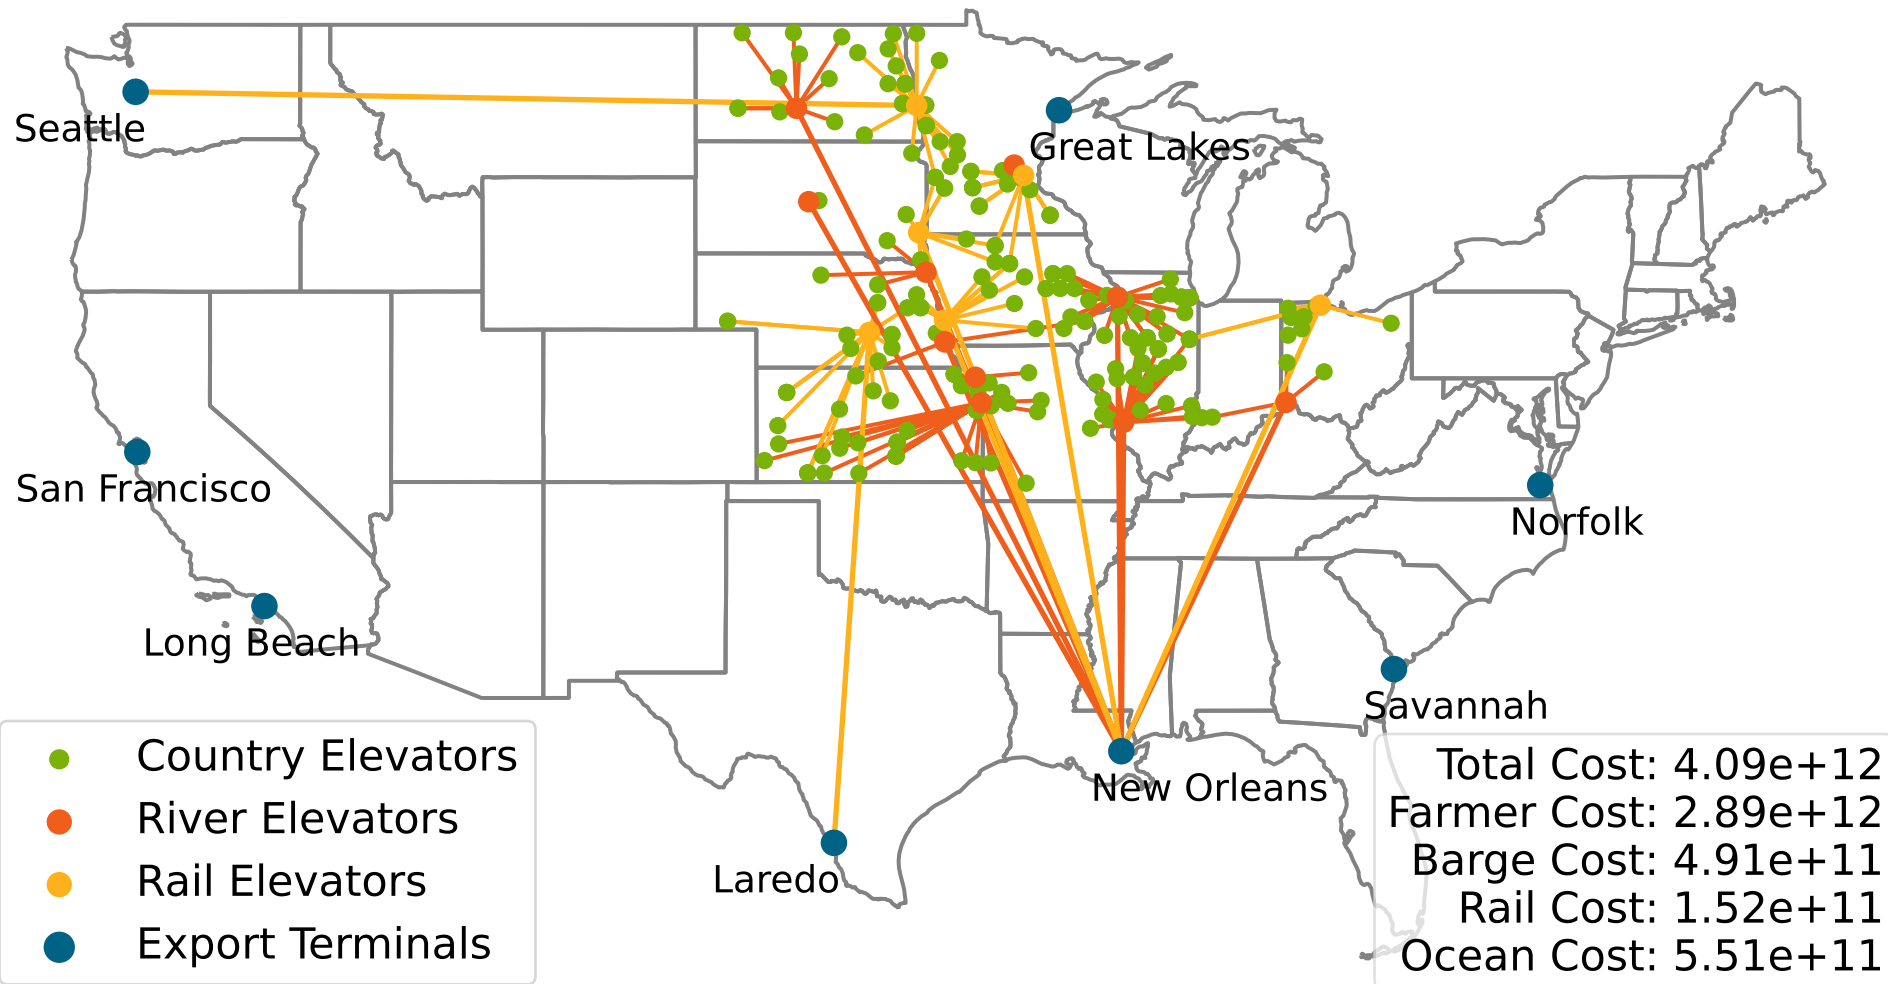 Seattle
Great Lakes
San Francisco
Norfolk
Long Beach
Savannah
New Orleans
Laredo
Country Elevators
River Elevators
Rail Elevators
Export Terminals
Total Cost: 4.09e+12
Farmer Cost: 2.89e+12
Barge Cost: 4.91e+11
Rail Cost: 1.52e+11
Ocean Cost: 5.51e+11